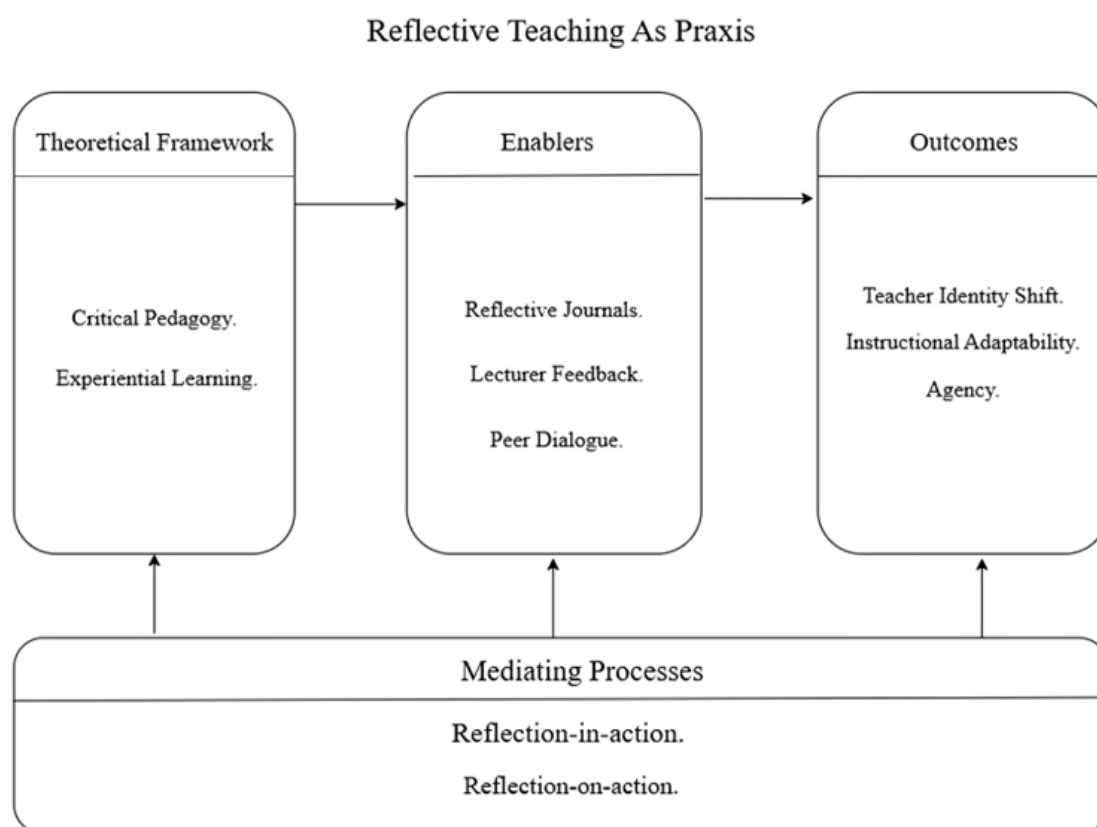 Reflective Teaching As Praxis
Theoretical Framework
Critical Pedagogy.
Experiential Learning.
Enablers
Reflective Journals.
Lecturer Feedback.
Peer Dialogue.
Outcomes
Teacher Identity Shift.
Instructional Adaptability.
Agency.
Mediating Processes
Reflection-in-action.
Reflection-on-action.